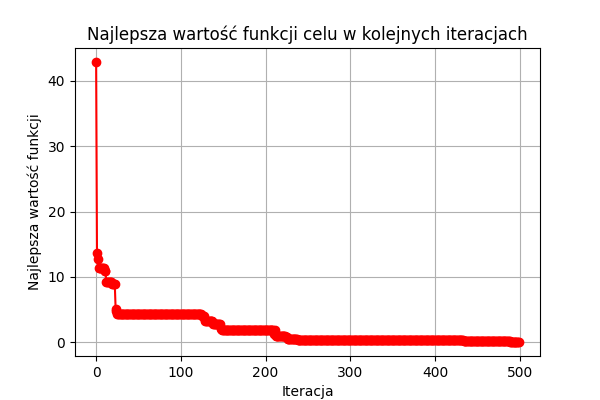 Najlepsza wartość funkcji celu w kolejnych iteracjach
Najlepsza wartość funkcji
40
30
20
10
0
0 100 200 300 400 500
Iteracja